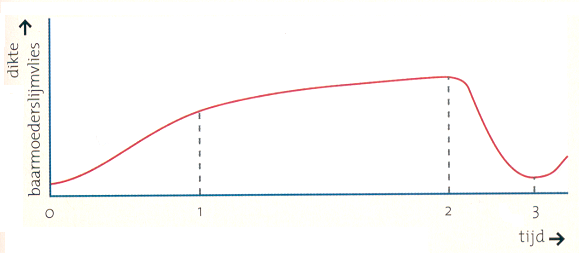 dikte →
baarmoederslijmvlies
0 1 2 3
tijd →